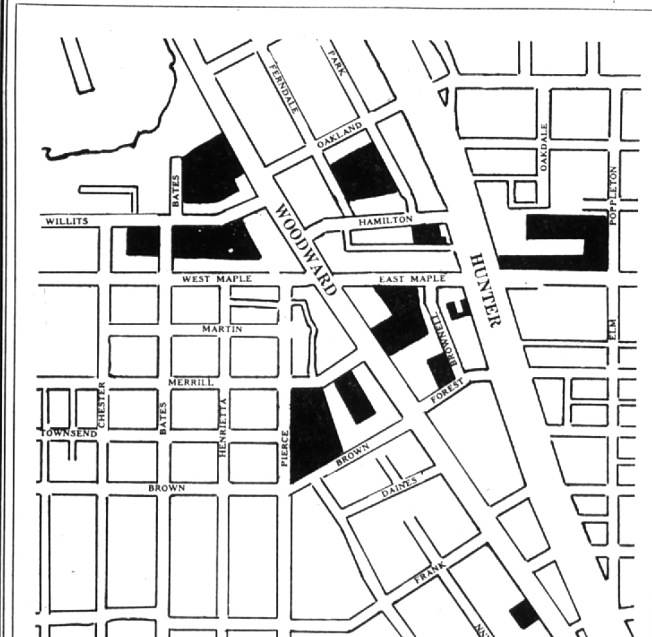 PARK
FERNDALE
OAKLAND
OAKDALE
BATES
POPPLETON
WILLITS
HAMILTON
WOODWARD
HUNTER
WEST MAPLE
EAST MAPLE
MARTIN
BROWNELL
ELM
MERRILL
FOREST
CHESTER
BATES
HENRIETTA
PIERCE
TOWNSEND
BROWN
BROWN
DAINES
FRANK